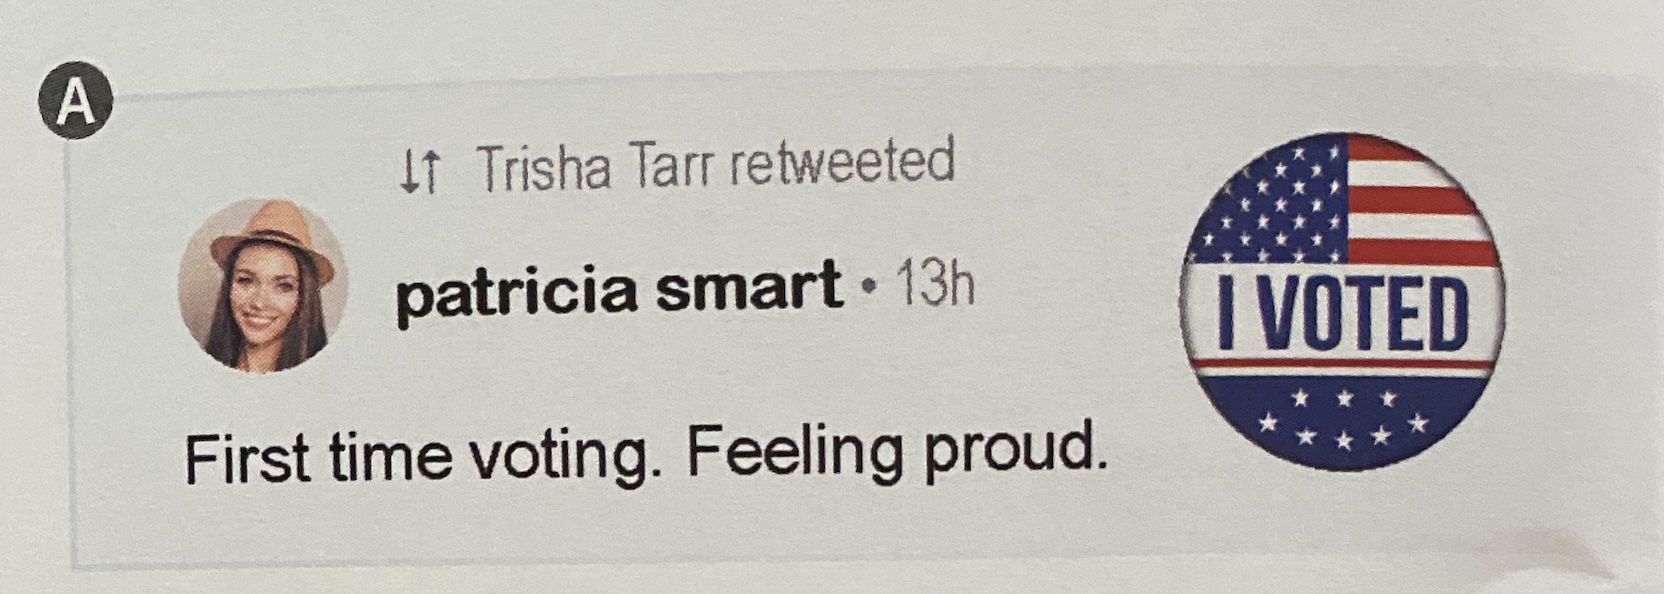 A
↓↑ Trisha Tarr retweeted
patricia smart • 13h
First time voting. Feeling proud.
I VOTED